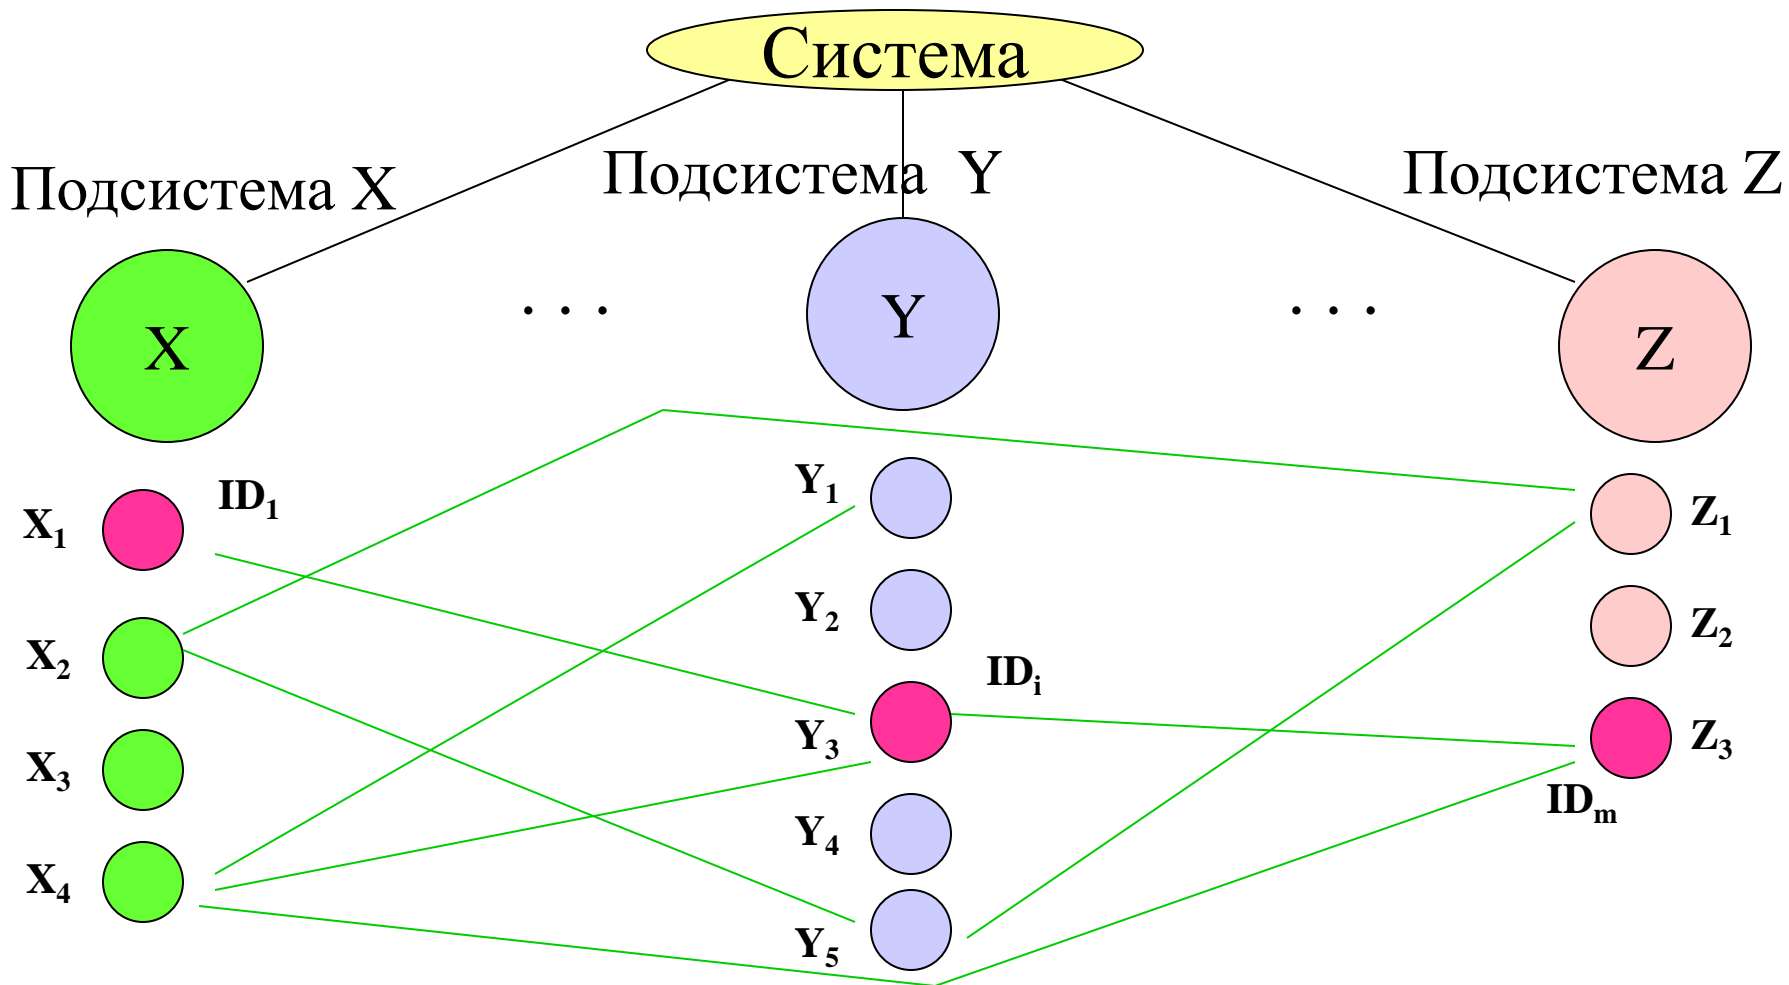 Система
Подсистема X
Подсистема Y
Подсистема Z
X
. . .
Y
. . .
Z
X1
ID1
X2
X3
X4
Y1
Y2
Y3
IDi
Y4
Y5
Z1
Z2
Z3
IDm